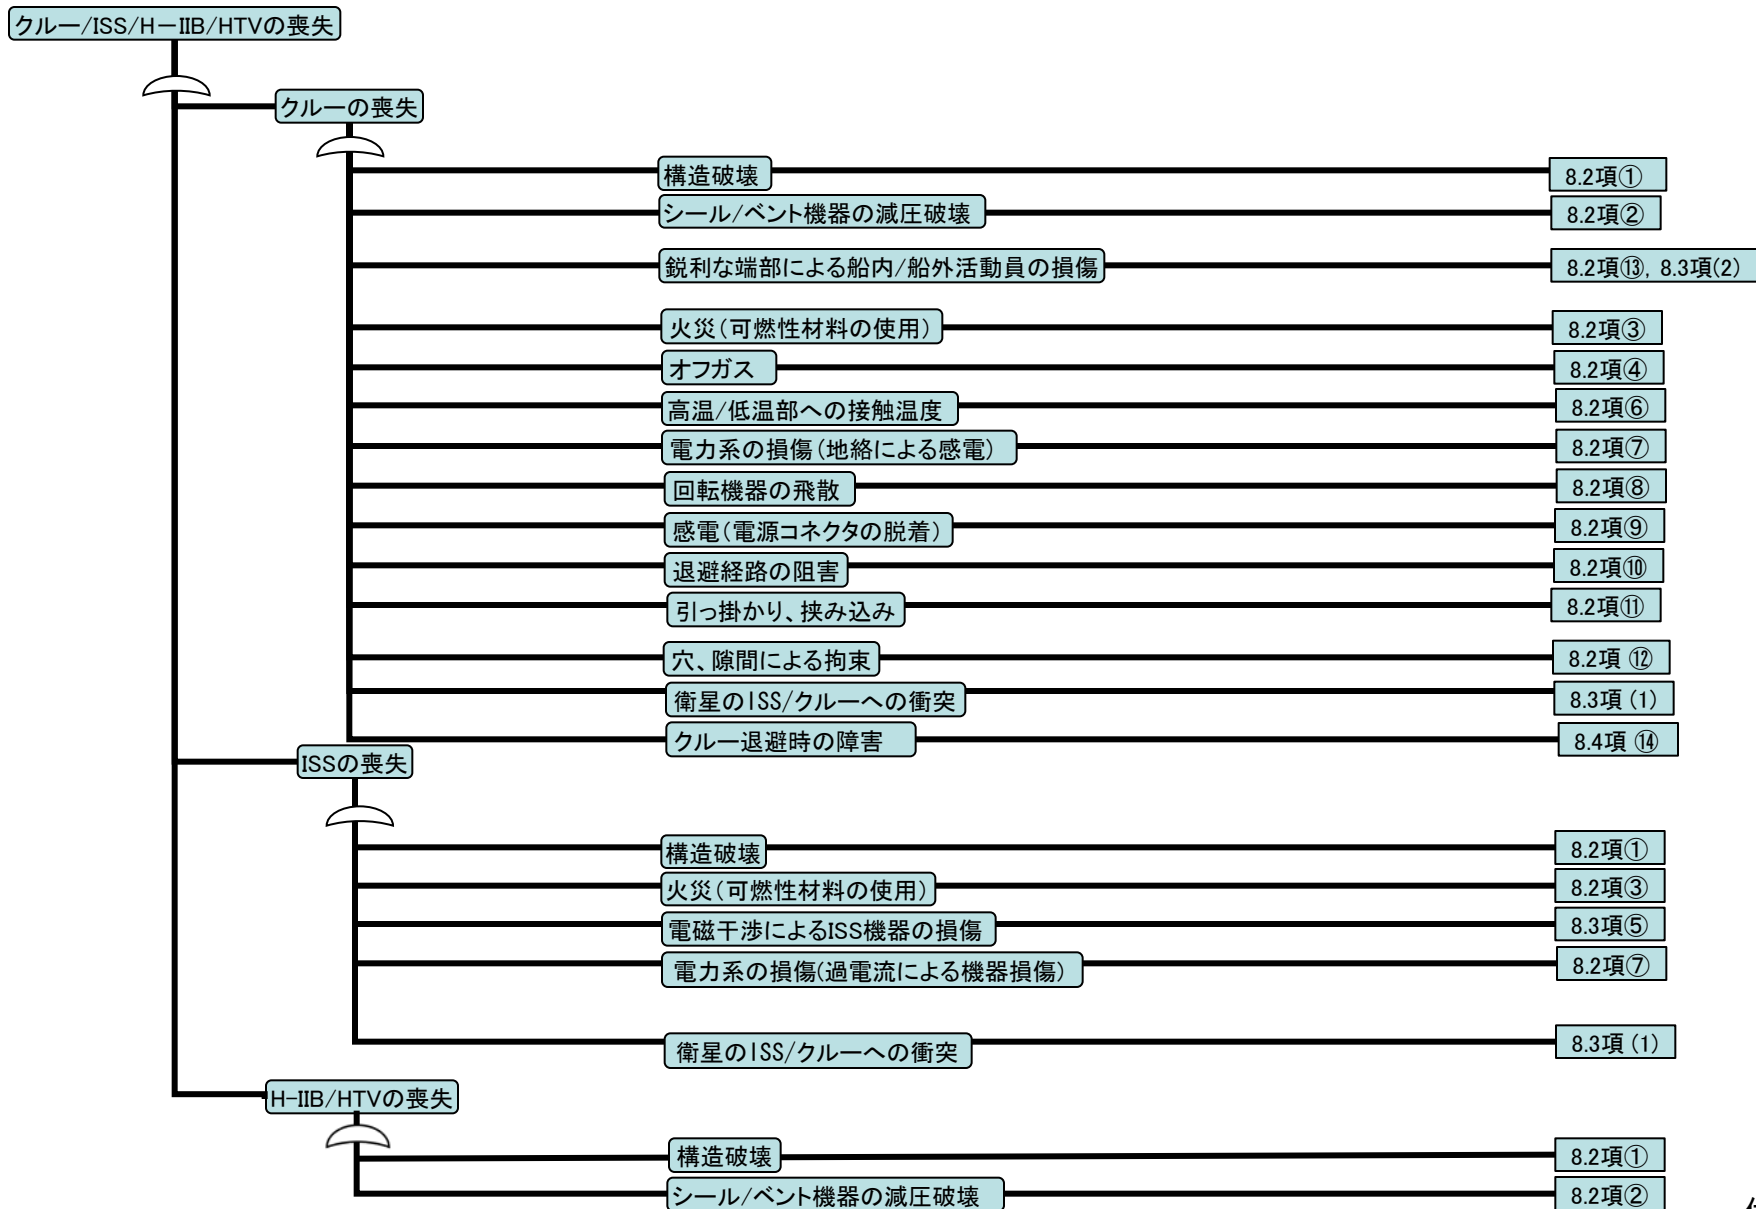 クルー/ISS/H－IIB/HTVの喪失
クルーの喪失
構造破壊 8.2項①
シール/ベント機器の減圧破壊 8.2項②
鋭利な端部による船内/船外活動員の損傷 8.2項⑬, 8.3項(2)
火災(可燃性材料の使用) 8.2項③
オフガス 8.2項④
高温/低温部への接触温度 8.2項⑥
電力系の損傷(地絡による感電) 8.2項⑦
回転機器の飛散 8.2項⑧
感電(電源コネクタの脱着) 8.2項⑨
退避経路の阻害 8.2項⑩
引っ掛かり、挟み込み 8.2項⑪
穴、隙間による拘束 8.2項 ⑫
衛星のISS/クルーへの衝突 8.3項 (1)
クルー退避時の障害 8.4項 ⑭
ISSの喪失
構造破壊 8.2項①
火災(可燃性材料の使用) 8.2項③
電磁干渉によるISS機器の損傷 8.3項⑤
電力系の損傷(過電流による機器損傷) 8.2項⑦
衛星のISS/クルーへの衝突 8.3項 (1)
H-IIB/HTVの喪失
構造破壊 8.2項①
シール/ベント機器の減圧破壊 8.2項②